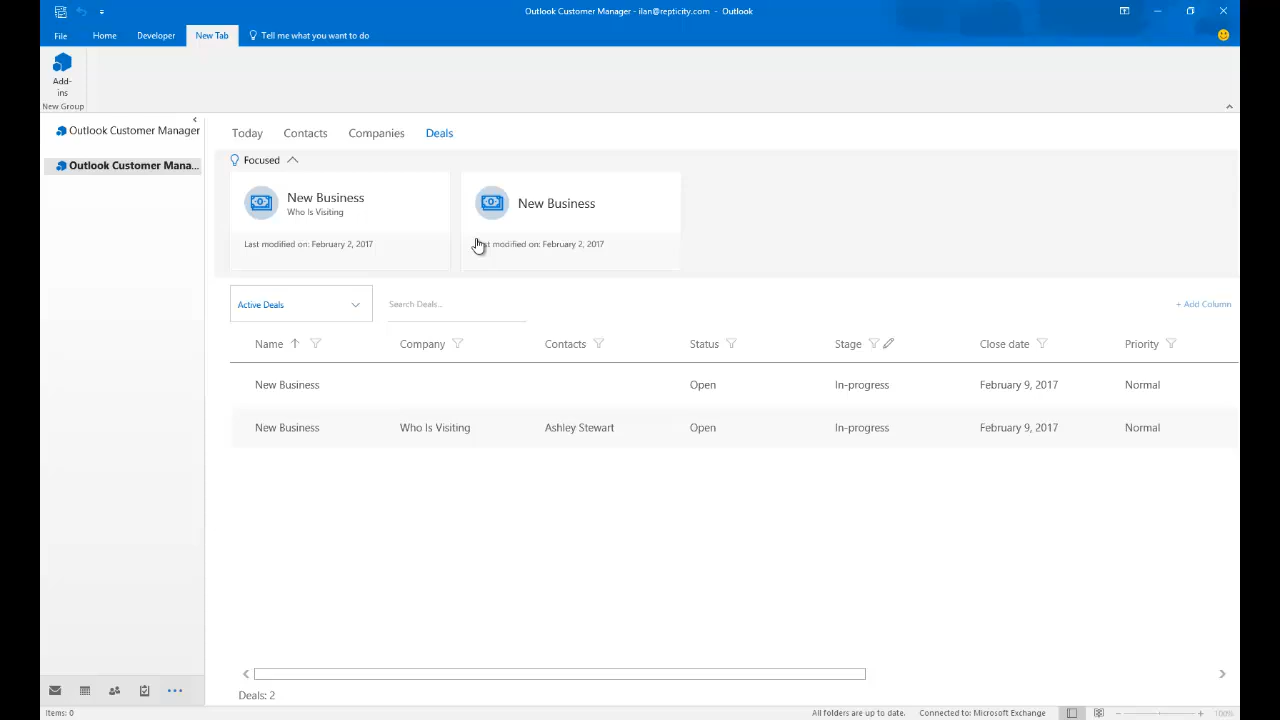 Outlook Customer Manager - ilan@repticity.com - Outlook
File Home Developer New Tab Tell me what you want to do
Add-
ins
New Group
Outlook Customer Manager
Outlook Customer Mana...
Today Contacts Companies Deals
Focused
New Business
Who Is Visiting
Last modified on: February 2, 2017
New Business
st modified on: February 2, 2017
Active Deals Search Deals... + Add Column
Name Company Contacts Status Stage Close date Priority
New Business Open In-progress February 9, 2017 Normal
New Business Who Is Visiting Ashley Stewart Open In-progress February 9, 2017 Normal
Deals: 2
Items: 0 All folders are up to date. Connected to: Microsoft Exchange 100%